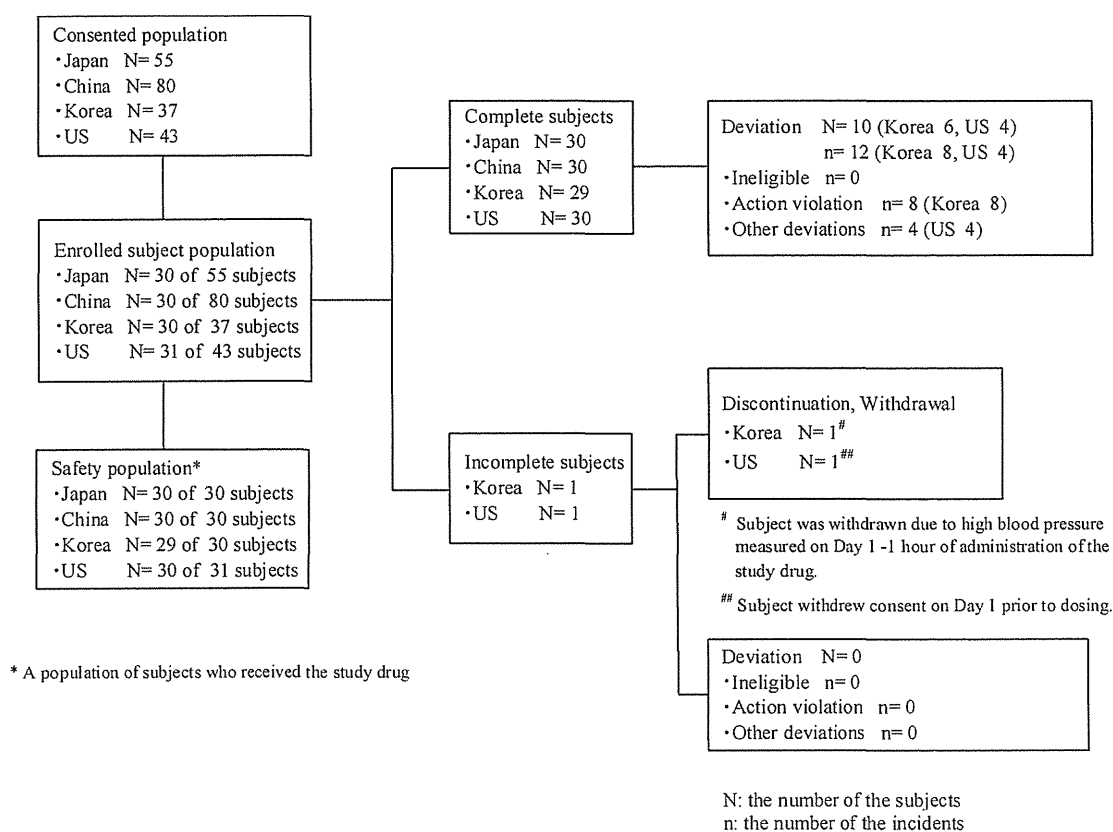 Consented population
・Japan N= 55
・China N= 80
・Korea N= 37
・US N= 43
Enrolled subject population
・Japan N= 30 of 55 subjects
・China N= 30 of 80 subjects
・Korea N= 30 of 37 subjects
・US N= 31 of 43 subjects
Safety population*
・Japan N= 30 of 30 subjects
・China N= 30 of 30 subjects
・Korea N= 29 of 30 subjects
・US N= 30 of 31 subjects
* A population of subjects who received the study drug
Complete subjects
・Japan N= 30
・China N= 30
・Korea N= 29
・US N= 30
Incomplete subjects
・Korea N= 1
・US N= 1
Deviation N= 10 (Korea 6, US 4)
n= 12 (Korea 8, US 4)
・Ineligible n= 0
・Action violation n= 8 (Korea 8)
・Other deviations n= 4 (US 4)
Discontinuation, Withdrawal
・Korea N= 1#
・US N= 1##
# Subject was withdrawn due to high blood pressure
measured on Day 1 -1 hour of administration of the
study drug.
## Subject withdrew consent on Day 1 prior to dosing.
Deviation N= 0
・Ineligible n= 0
・Action violation n= 0
・Other deviations n= 0
N: the number of the subjects
n: the number of the incidents